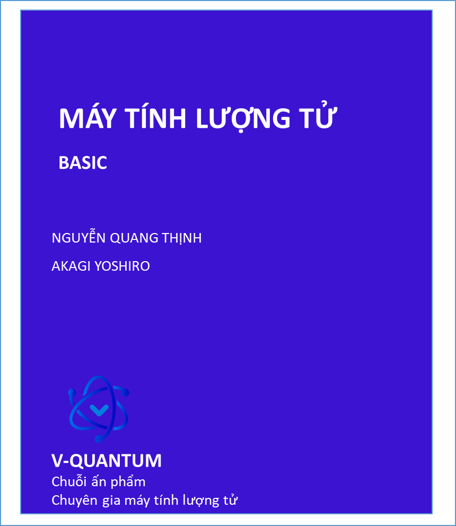 MÁY TÍNH LƯỢNG TỬ
BASIC
NGUYỄN QUANG THỊNH
AKAGI YOSHIRO
V-QUANTUM
Chuỗi ấn phẩm
Chuyên gia máy tính lượng tử